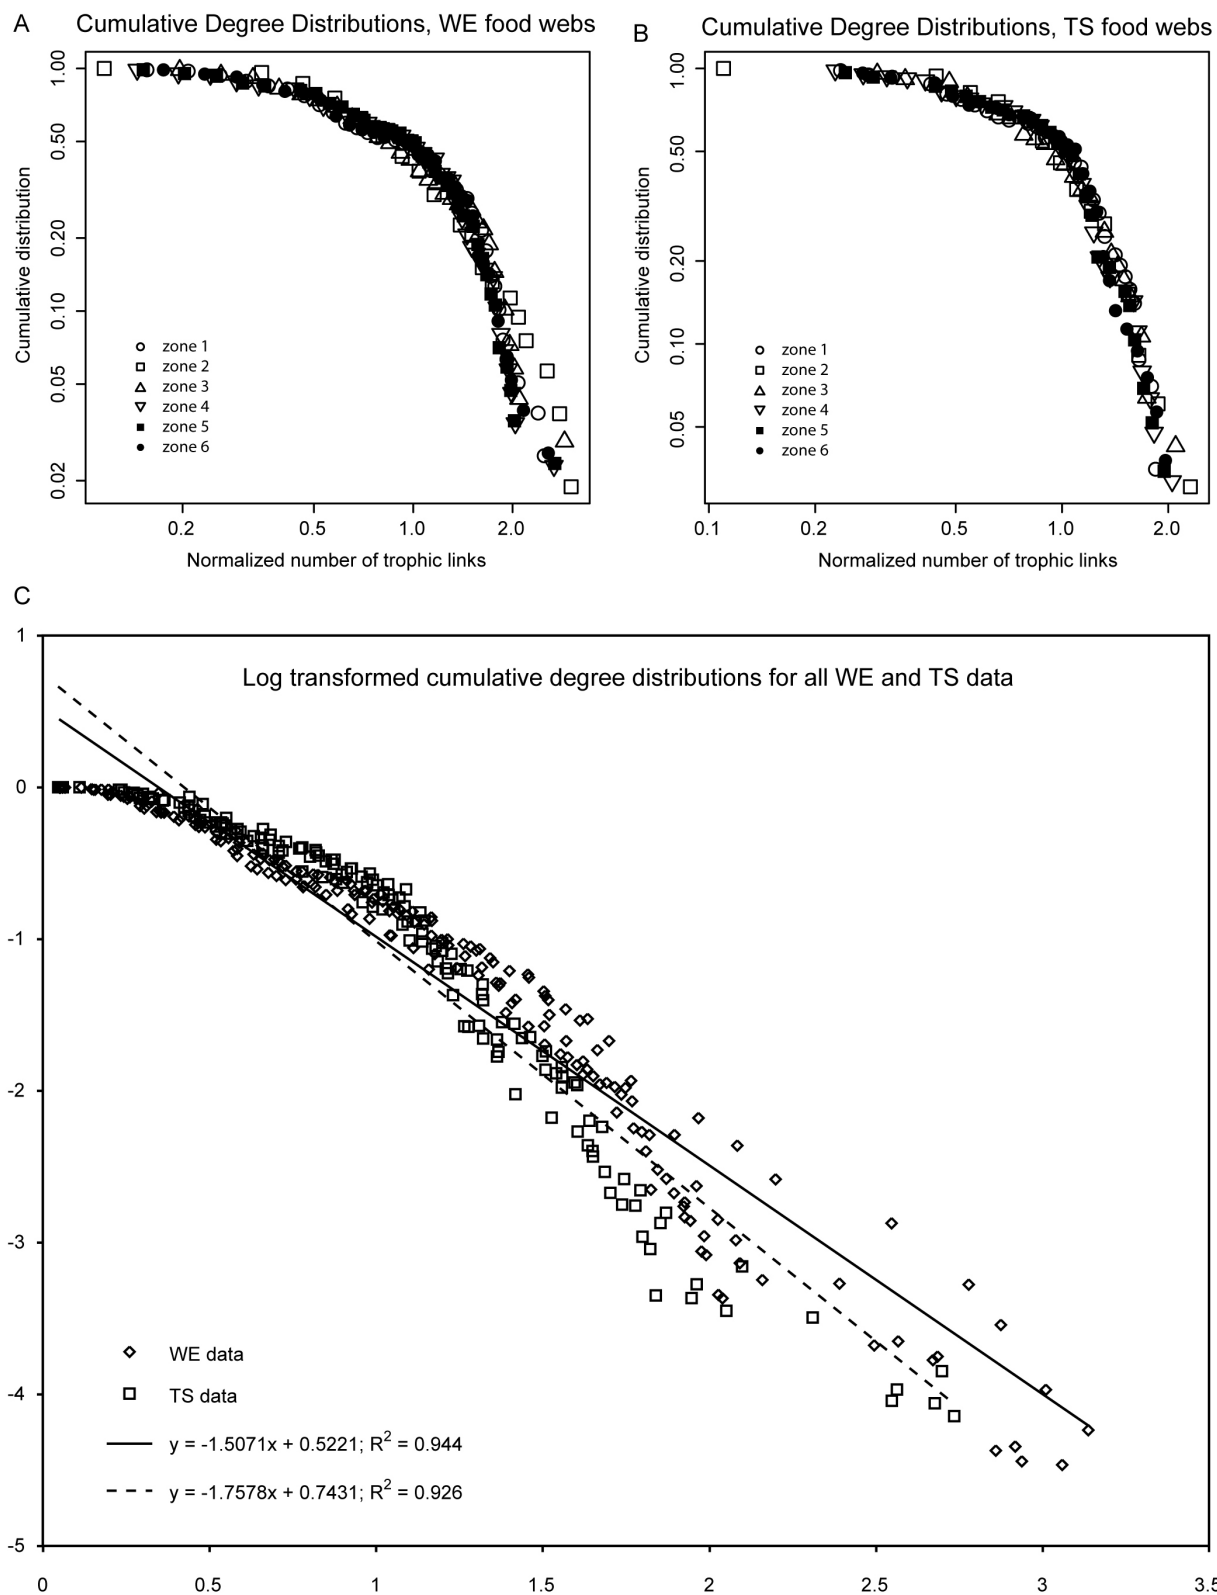 A
Cumulative Degree Distributions, WE food webs
Cumulative distribution
1.00
0.50
0.20
0.10
0.05
0.02
zone 1
zone 2
zone 3
zone 4
zone 5
zone 6
0.2 0.5 1.0 2.0
Normalized number of trophic links
B
Cumulative Degree Distributions, TS food webs
Cumulative distribution
1.00
0.50
0.20
0.10
0.05
zone 1
zone 2
zone 3
zone 4
zone 5
zone 6
0.1 0.2 0.5 1.0 2.0
Normalized number of trophic links
C
Log transformed cumulative degree distributions for all WE and TS data
1
0
-1
-2
-3
-4
-5
WE data
TS data
y = -1.5071x + 0.5221; R² = 0.944
y = -1.7578x + 0.7431; R² = 0.926
0 0.5 1 1.5 2 2.5 3 3.5